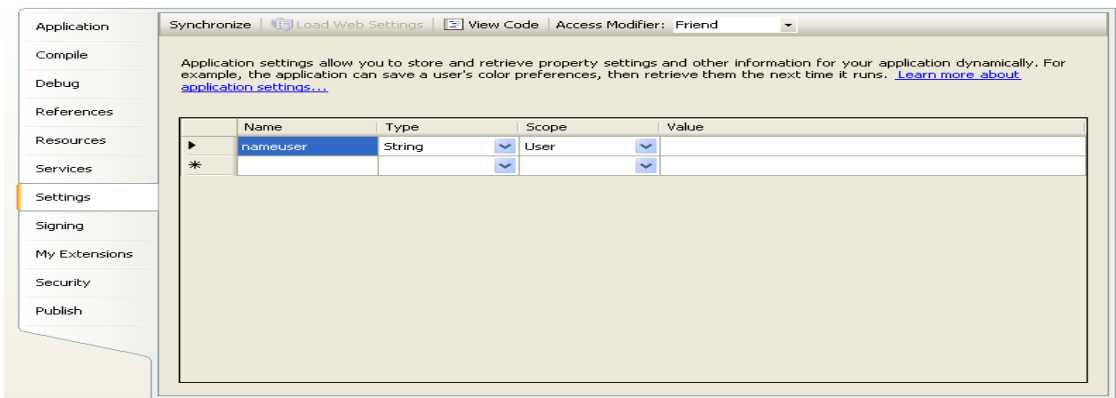 Application
Compile
Debug
References
Resources
Services
Settings
Signing
My Extensions
Security
Publish
Synchronize Load Web Settings View Code Access Modifier: Friend
Application settings allow you to store and retrieve property settings and other information for your application dynamically. For
example, the application can save a user's color preferences, then retrieve them the next time it runs. Learn more about
application settings...
Name Type Scope Value
nameuser String User